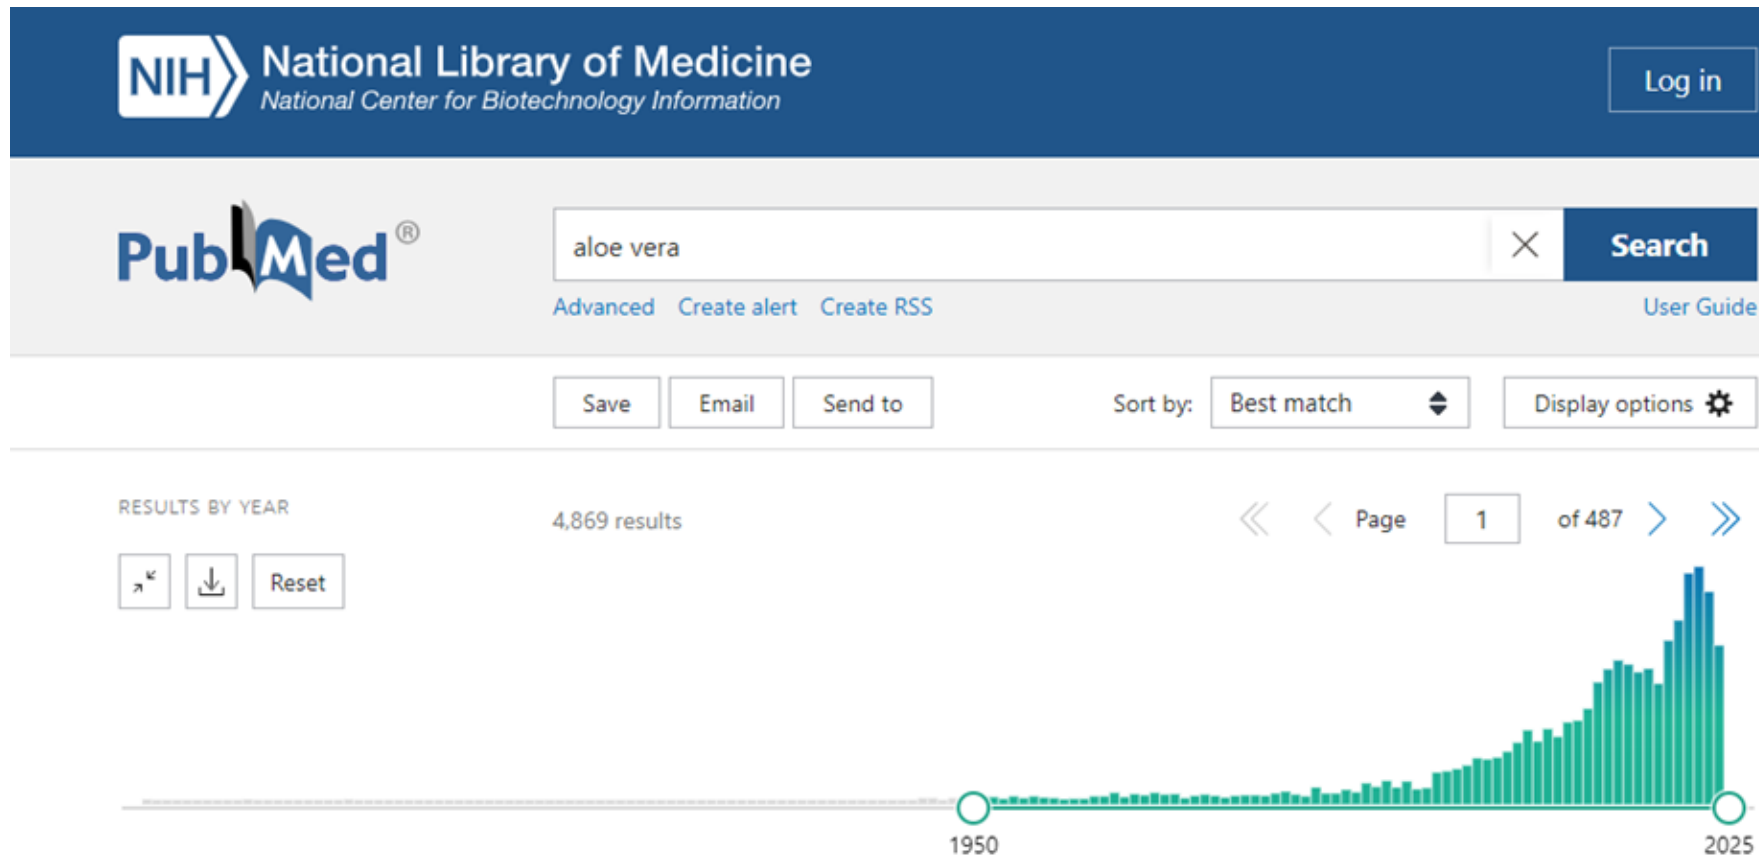 NIH National Library of Medicine
National Center for Biotechnology Information
Log in
PubMed®
aloe vera
Search
Advanced Create alert Create RSS
User Guide
Save Email Send to
Sort by: Best match
Display options
RESULTS BY YEAR
4,869 results
Page 1 of 487
Reset
1950
2025